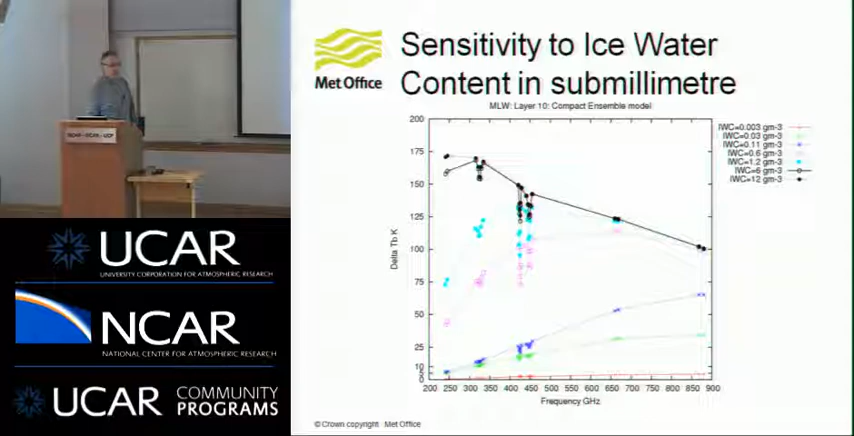 NCAR - UCAR - UCP
UCAR
UNIVERSITY CORPORATION FOR ATMOSPHERIC RESEARCH
NCAR
NATIONAL CENTER FOR ATMOSPHERIC RESEARCH
UCAR COMMUNITY PROGRAMS
Met Office
Sensitivity to Ice Water
Content in submillimetre
MLW: Layer 10: Compact Ensemble model
IWC=0.003 gm-3
IWC=0.03 gm-3
IWC=0.11 gm-3
IWC=0.6 gm-3
IWC=1.2 gm-3
IWC=6 gm-3
IWC=12 gm-3
Delta Tb K
200
175
150
125
100
75
50
25
10
0
200 250 300 350 400 450 500 550 600 650 700 750 800 850 900
Frequency GHz
© Crown copyright Met Office